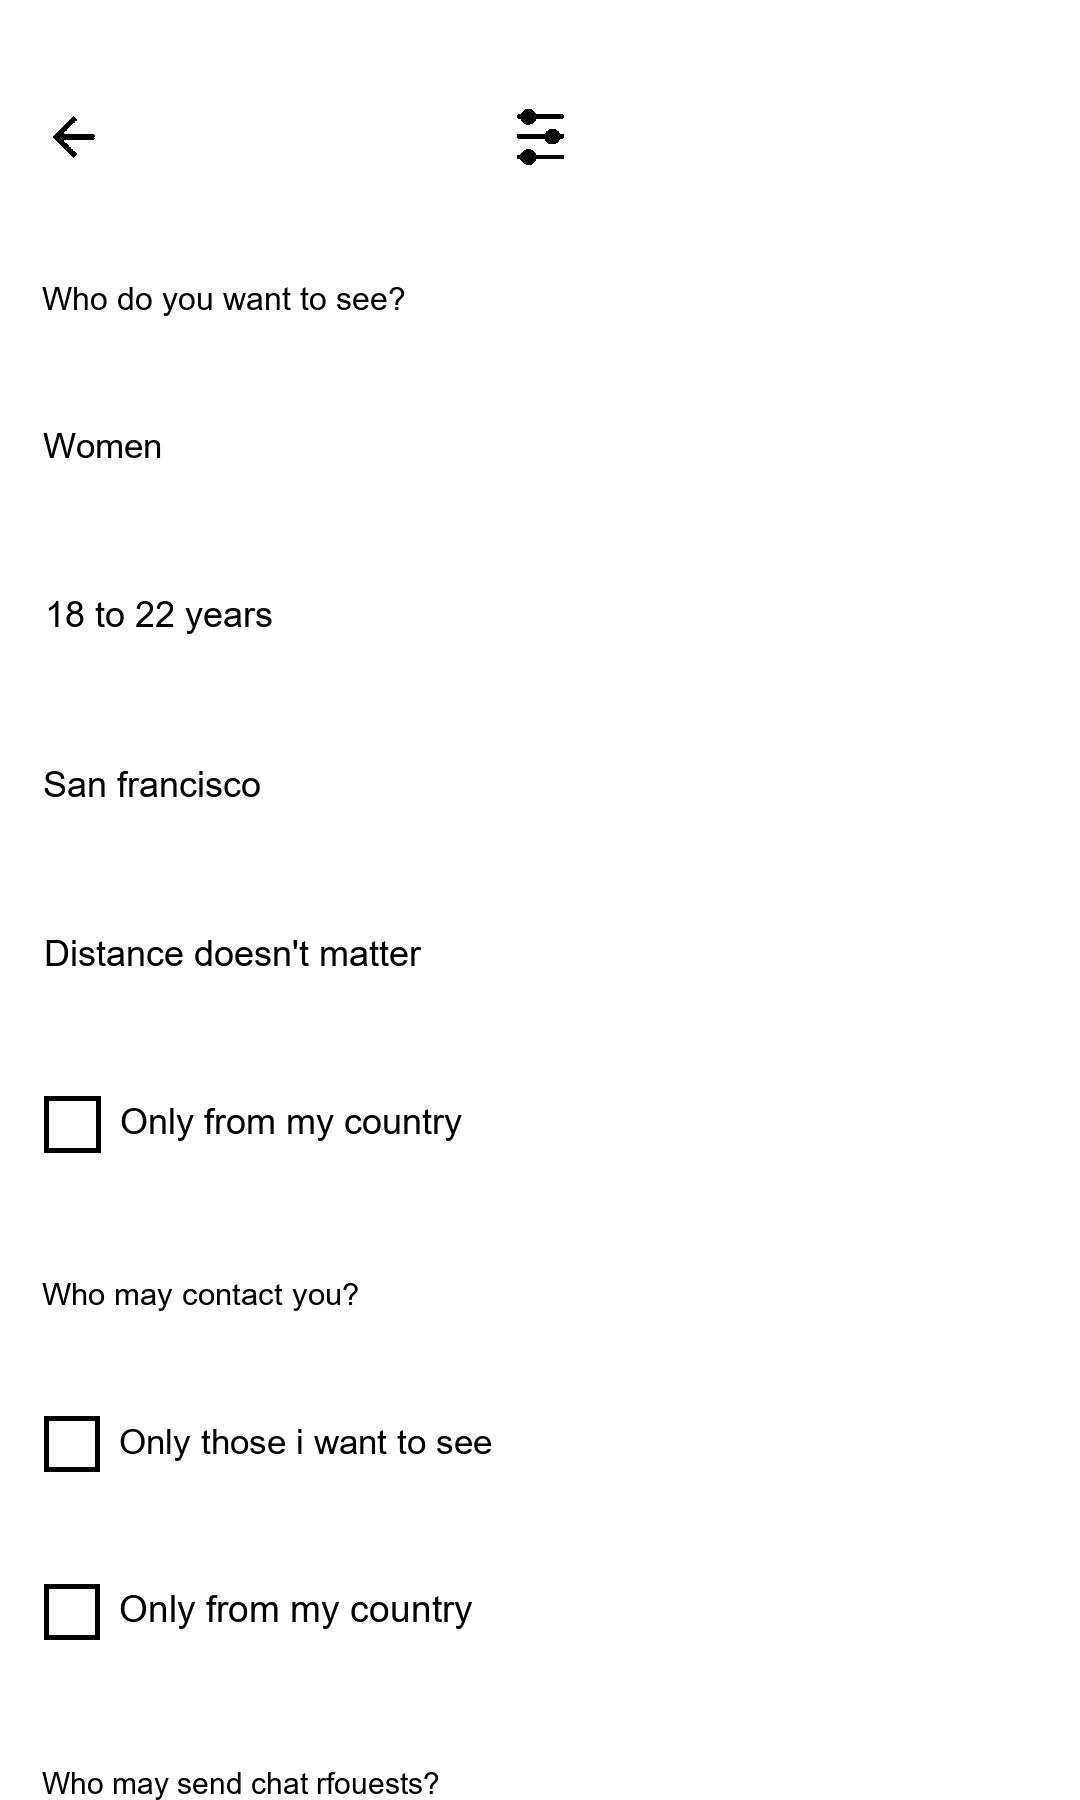 Who do you want to see?
Women
18 to 22 years
San francisco
Distance doesn't matter
Only from my country
Who may contact you?
Only those i want to see
Only from my country
Who may send chat rfouests?